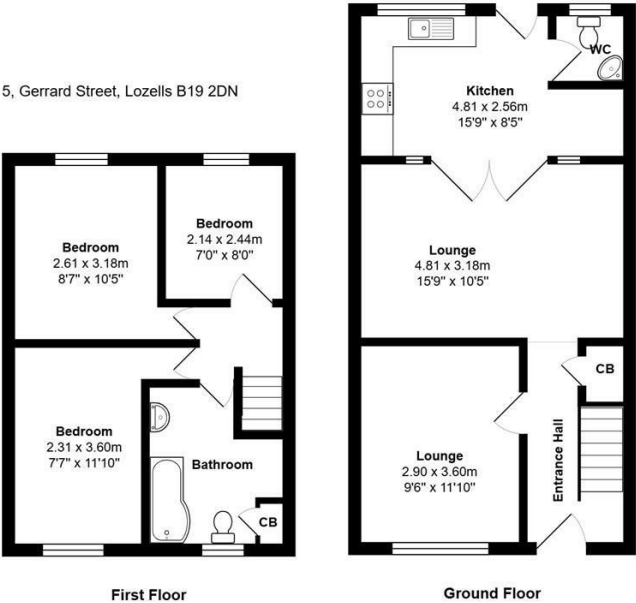 5, Gerrard Street, Lozells B19 2DN
Bedroom
2.61 x 3.18m
8'7" x 10'5"
Bedroom
2.14 x 2.44m
7'0" x 8'0"
Bedroom
2.31 x 3.60m
7'7" x 11'10"
Bathroom
CB
First Floor
Kitchen
4.81 x 2.56m
15'9" x 8'5"
WC
Lounge
4.81 x 3.18m
15'9" x 10'5"
CB
Lounge
2.90 x 3.60m
9'6" x 11'10"
Entrance Hall
Ground Floor